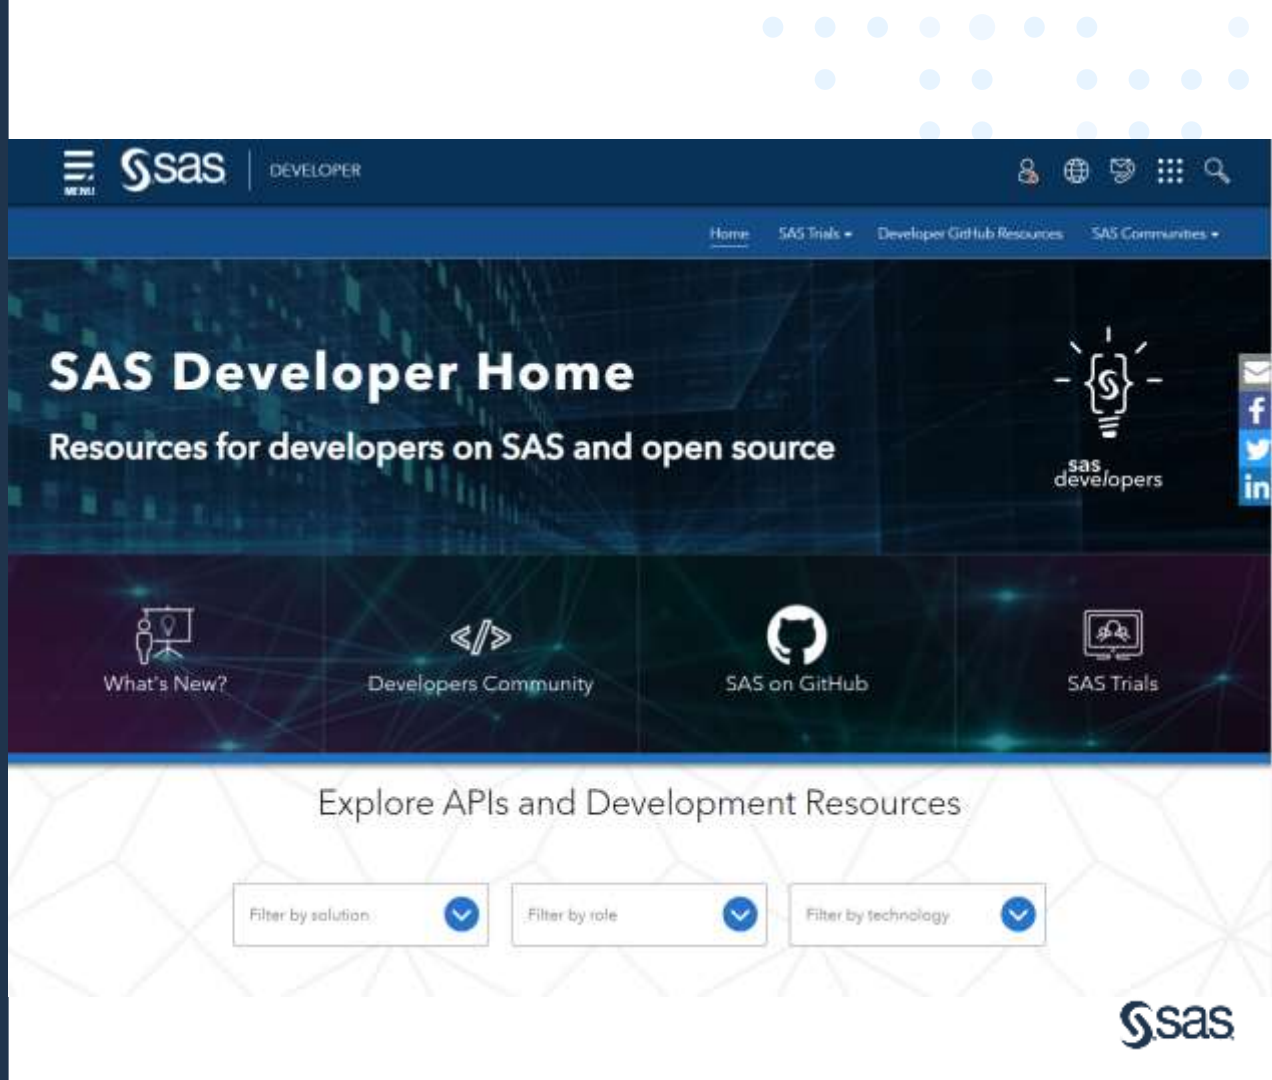 MENU
sas
DEVELOPER
Home
SAS Trials
Developer GitHub Resources
SAS Communities
SAS Developer Home
Resources for developers on SAS and open source
sas
developers
f
in
What's New?
</>
Developers Community
SAS on GitHub
SAS Trials
Explore APIs and Development Resources
Filter by solution
Filter by role
Filter by technology
sas